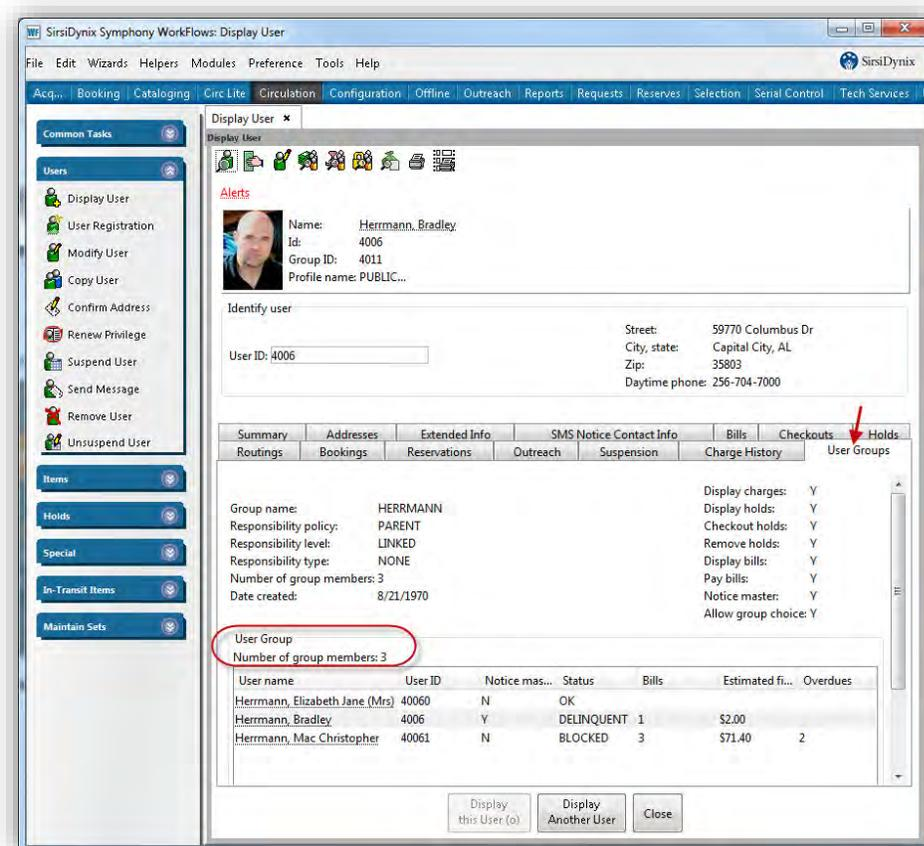 WF SirsiDynix Symphony WorkFlows: Display User
File Edit Wizards Helpers Modules Preference Tools Help
SirsiDynix
Acq... Booking Cataloging Circ Lite Circulation Configuration Offline Outreach Reports Requests Reserves Selection Serial Control Tech Services
Common Tasks
Users
Display User
User Registration
Modify User
Copy User
Confirm Address
Renew Privilege
Suspend User
Send Message
Remove User
Unsuspend User
Items
Holds
Special
In-Transit Items
Maintain Sets
Display User
Display User
Alerts
Name: Herrmann, Bradley
Id: 4006
Group ID: 4011
Profile name: PUBLIC...
Identify user
User ID: 4006
Street: 59770 Columbus Dr
City, state: Capital City, AL
Zip: 35803
Daytime phone: 256-704-7000
Summary Addresses Extended Info SMS Notice Contact Info Bills Checkouts Holds
Routings Bookings Reservations Outreach Suspension Charge History User Groups
Group name: HERRMANN
Responsibility policy: PARENT
Responsibility level: LINKED
Responsibility type: NONE
Number of group members: 3
Date created: 8/21/1970
Display charges: Y
Display holds: Y
Checkout holds: Y
Remove holds: Y
Display bills: Y
Pay bills: Y
Notice master: Y
Allow group choice: Y
User Group
Number of group members: 3
User name User ID Notice mas... Status Bills Estimated fi... Overdues
Herrmann, Elizabeth Jane (Mrs) 40060 N OK
Herrmann, Bradley 4006 Y DELINQUENT 1 $2.00
Herrmann, Mac Christopher 40061 N BLOCKED 3 $71.40 2
Display this User (o)
Display Another User
Close